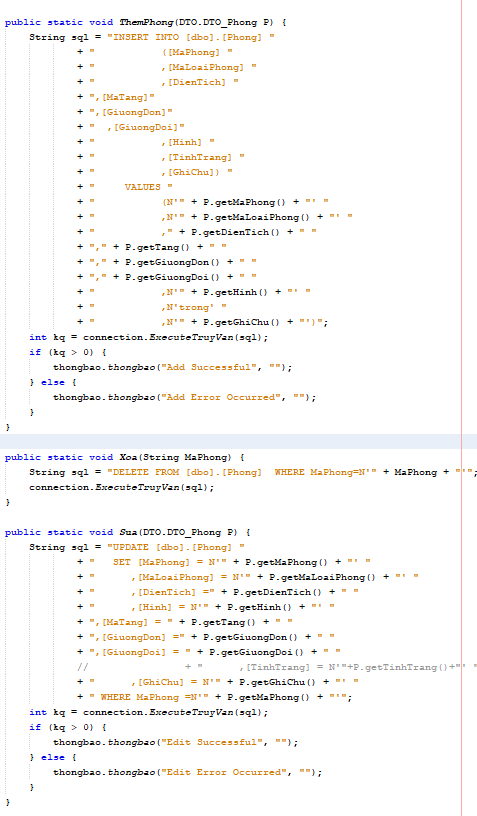 public static void ThemPhong(DTO.DTO_Phong P) {
    String sql = "INSERT INTO [dbo].[Phong] "
            + "           ([MaPhong] "
            + "           ,[MaLoaiPhong] "
            + "           ,[DienTich] "
            + ",[MaTang]"
            + ",[GiuongDon]"
            + "  ,[GiuongDoi]"
            + "           ,[Hinh] "
            + "           ,[TinhTrang] "
            + "           ,[GhiChu]) "
            + "     VALUES "
            + "           (N'" + P.getMaPhong() + "' "
            + "           ,N'" + P.getMaLoaiPhong() + "' "
            + "           ," + P.getDienTich() + " "
            + "," + P.getTang() + " "
            + "," + P.getGiuongDon() + " "
            + "," + P.getGiuongDoi() + " "
            + "           ,N'" + P.getHinh() + "' "
            + "           ,N'trong' "
            + "           ,N'" + P.getGhiChu() + "')";
    int kq = connection.ExecuteTruyVan(sql);
    if (kq > 0) {
        thongbao.thongbao("Add Successful", "");
    } else {
        thongbao.thongbao("Add Error Occurred", "");
    }
}
public static void Xoa(String MaPhong) {
    String sql = "DELETE FROM [dbo].[Phong]  WHERE MaPhong=N'" + MaPhong + "'";
    connection.ExecuteTruyVan(sql);
}
public static void Sua(DTO.DTO_Phong P) {
    String sql = "UPDATE [dbo].[Phong] "
            + "   SET [MaPhong] = N'" + P.getMaPhong() + "' "
            + "      ,[MaLoaiPhong] = N'" + P.getMaLoaiPhong() + "' "
            + "      ,[DienTich] =" + P.getDienTich() + " "
            + "      ,[Hinh] = N'" + P.getHinh() + "' "
            + ",[MaTang] = " + P.getTang() + " "
            + ",[GiuongDon] =" + P.getGiuongDon() + " "
            + ",[GiuongDoi] = " + P.getGiuongDoi() + " "
            //                + "      ,[TinhTrang] = N'"+P.getTinhTrang()+"' "
            + "      ,[GhiChu] = N'" + P.getGhiChu() + "' "
            + " WHERE MaPhong =N'" + P.getMaPhong() + "'";
    int kq = connection.ExecuteTruyVan(sql);
    if (kq > 0) {
        thongbao.thongbao("Edit Successful", "");
    } else {
        thongbao.thongbao("Edit Error Occurred", "");
    }
}